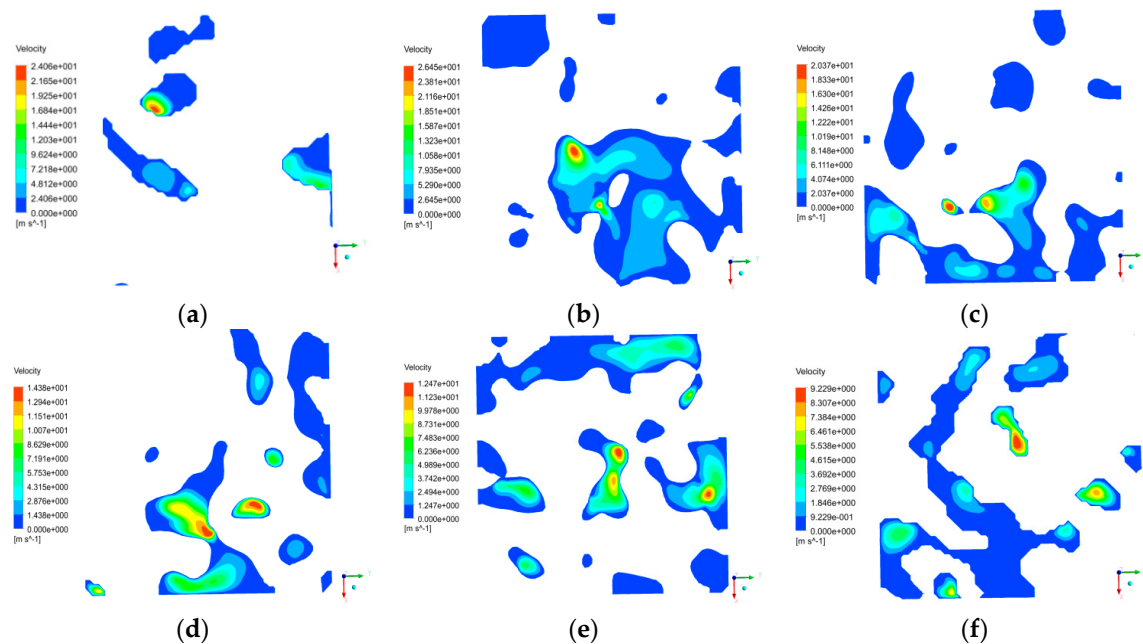 Velocity
2.406e+001
2.165e+001
1.925e+001
1.684e+001
1.444e+001
1.203e+001
9.624e+000
7.218e+000
4.812e+000
2.406e+000
0.000e+000
[m s^-1]
(a)
Velocity
2.645e+001
2.381e+001
2.116e+001
1.851e+001
1.587e+001
1.323e+001
1.058e+001
7.935e+000
5.290e+000
2.645e+000
0.000e+000
[m s^-1]
(b)
Velocity
2.037e+001
1.833e+001
1.630e+001
1.426e+001
1.222e+001
1.019e+001
8.148e+000
6.111e+000
4.074e+000
2.037e+000
0.000e+000
[m s^-1]
(c)
Velocity
1.438e+001
1.294e+001
1.151e+001
1.007e+001
8.629e+000
7.191e+000
5.753e+000
4.315e+000
2.876e+000
1.438e+000
0.000e+000
[m s^-1]
(d)
Velocity
1.247e+001
1.123e+001
9.978e+000
8.731e+000
7.483e+000
6.236e+000
4.989e+000
3.742e+000
2.494e+000
1.247e+000
0.000e+000
[m s^-1]
(e)
Velocity
9.229e+000
8.307e+000
7.384e+000
6.461e+000
5.538e+000
4.615e+000
3.692e+000
2.769e+000
1.846e+000
9.229e-001
0.000e+000
[m s^-1]
(f)